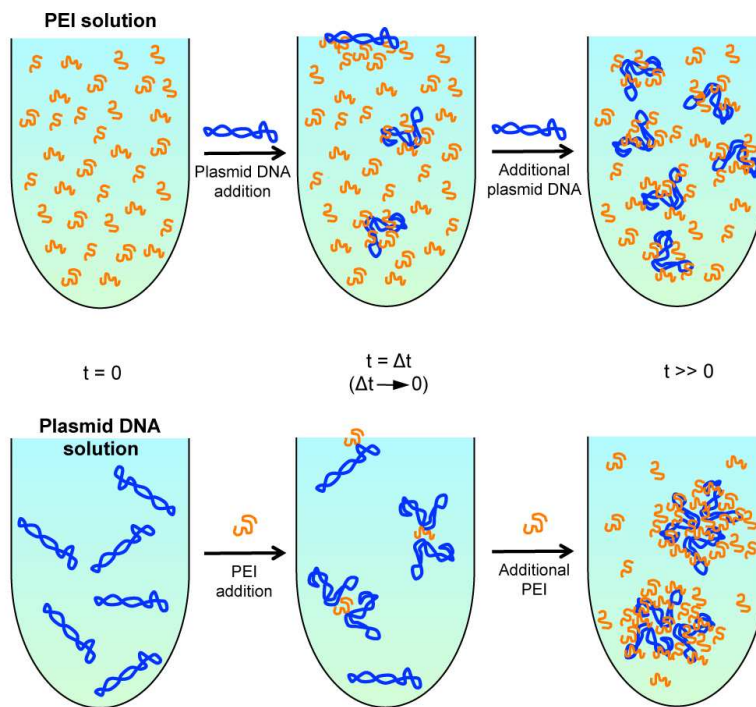 PEI solution
Plasmid DNA
addition
Additional
plasmid DNA
t = 0
t = Δt
(Δt → 0)
t >> 0
Plasmid DNA
solution
PEI
addition
Additional
PEI